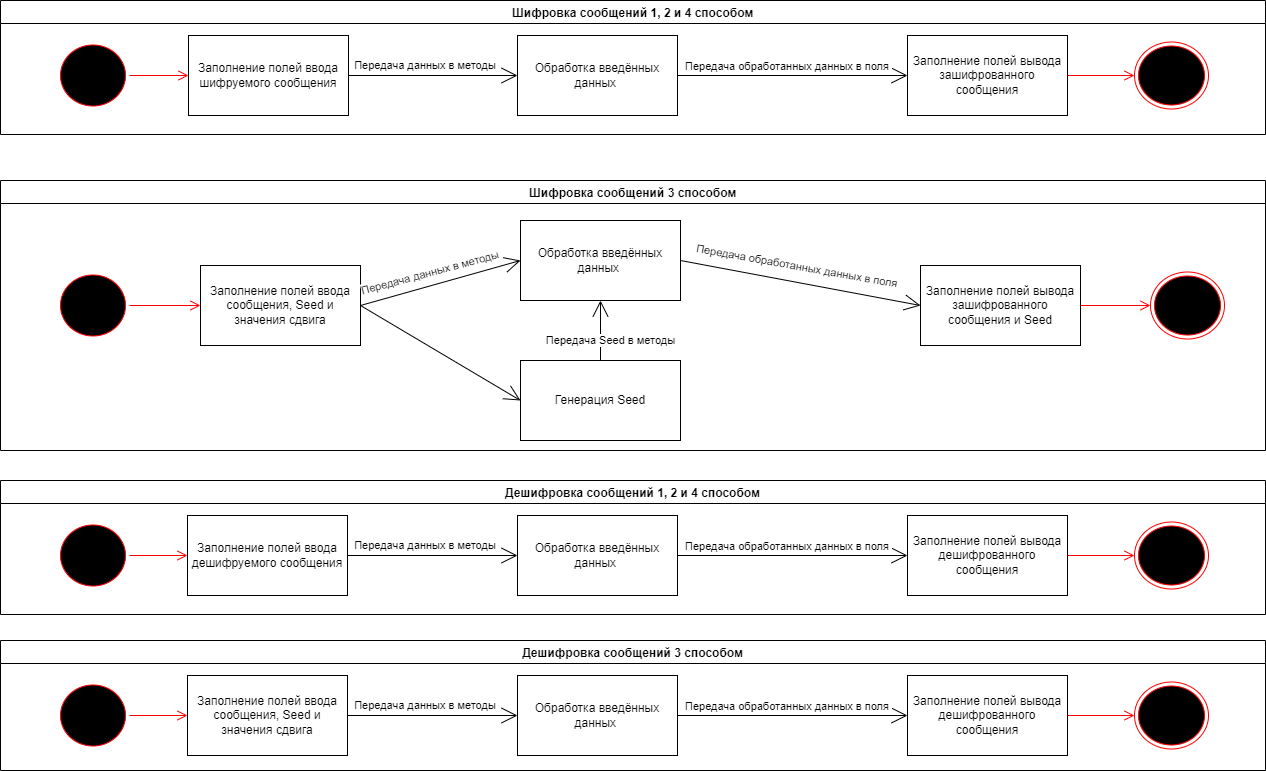 Шифровка сообщений 1, 2 и 4 способом
Заполнение полей ввода
шифруемого сообщения
Передача данных в методы
Обработка введённых
данных
Передача обработанных данных в поля
Заполнение полей вывода
зашифрованного
сообщения
Шифровка сообщений 3 способом
Заполнение полей ввода
сообщения, Seed и
значения сдвига
Передача данных в методы
Обработка введённых
данных
Передача Seed в методы
Генерация Seed
Передача обработанных данных в поля
Заполнение полей вывода
зашифрованного
сообщения и Seed
Дешифровка сообщений 1, 2 и 4 способом
Заполнение полей ввода
дешифруемого сообщения
Передача данных в методы
Обработка введённых
данных
Передача обработанных данных в поля
Заполнение полей вывода
дешифрованного
сообщения
Дешифровка сообщений 3 способом
Заполнение полей ввода
сообщения, Seed и
значения сдвига
Передача данных в методы
Обработка введённых
данных
Передача обработанных данных в поля
Заполнение полей вывода
дешифрованного
сообщения